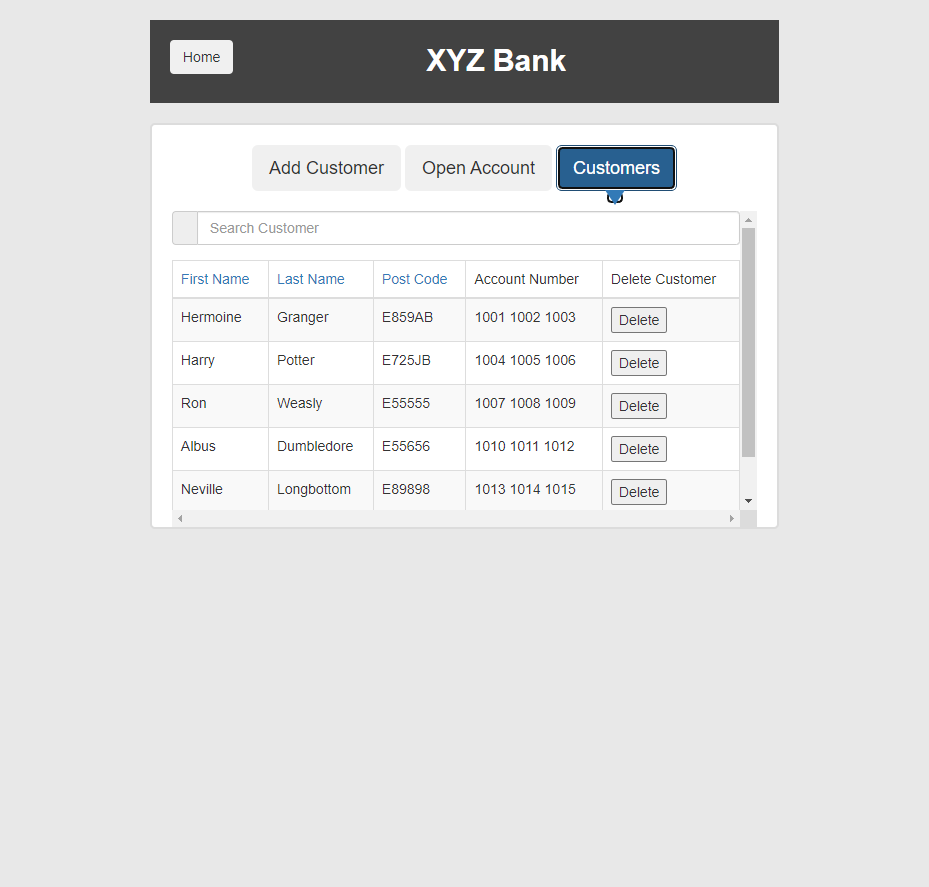 Home
XYZ Bank
Add Customer Open Account Customers
Search Customer
First Name Last Name Post Code Account Number Delete Customer
Hermoine Granger E859AB 1001 1002 1003 Delete
Harry Potter E725JB 1004 1005 1006 Delete
Ron Weasly E55555 1007 1008 1009 Delete
Albus Dumbledore E55656 1010 1011 1012 Delete
Neville Longbottom E89898 1013 1014 1015 Delete